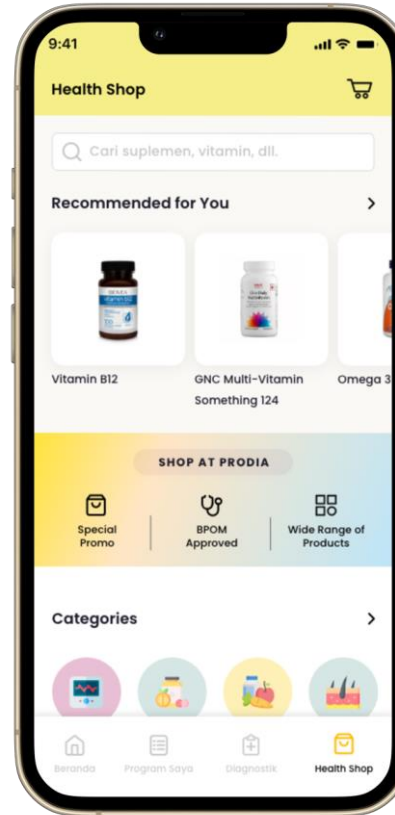 9:41
Health Shop
Cari suplemen, vitamin, dll.
Recommended for You
Vitamin B12
GNC Multi-Vitamin
Something 124
Omega 3
SHOP AT PRODIA
Special
Promo
BPOM
Approved
Wide Range of
Products
Categories
Beranda
Program Saya
Diagnostik
Health Shop